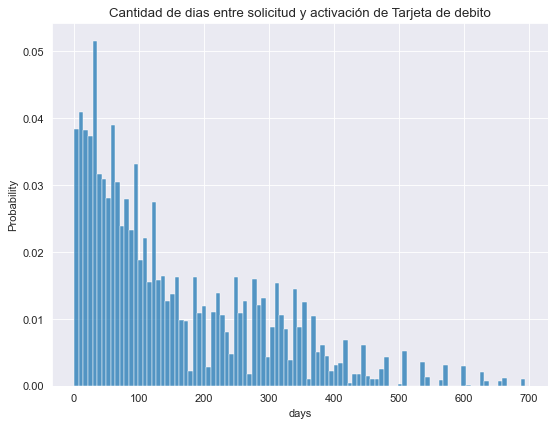 Cantidad de dias entre solicitud y activación de Tarjeta de debito
0.05
0.04
0.03
0.02
0.01
0.00
Probability
0 100 200 300 400 500 600 700
days